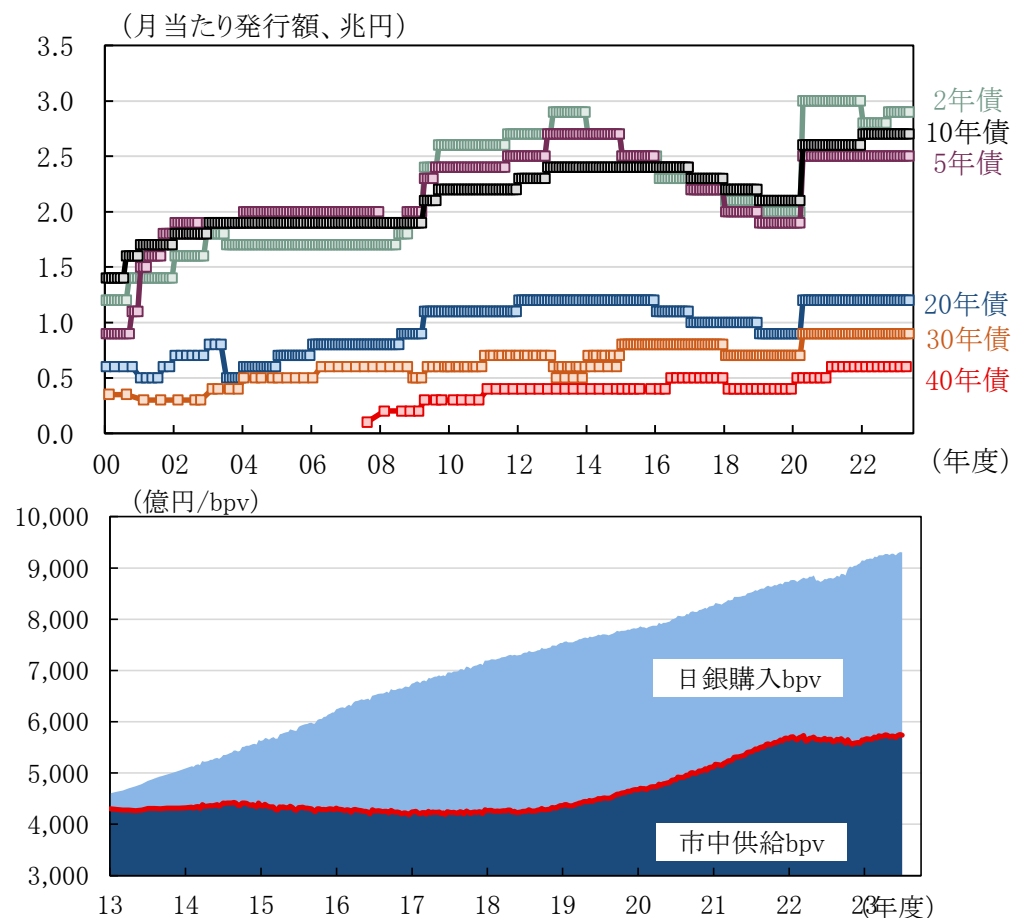 (月当たり発行額、兆円)
3.5
3.0
2.5
2.0
1.5
1.0
0.5
0.0
2年債
10年債
5年債
20年債
30年債
40年債
00 02 04 06 08 10 12 14 16 18 20 22 (年度)
(億円/bpv)
10,000
9,000
8,000
7,000
6,000
5,000
4,000
3,000
日銀購入bpv
市中供給bpv
13 14 15 16 17 18 19 20 21 22 23 (年度)